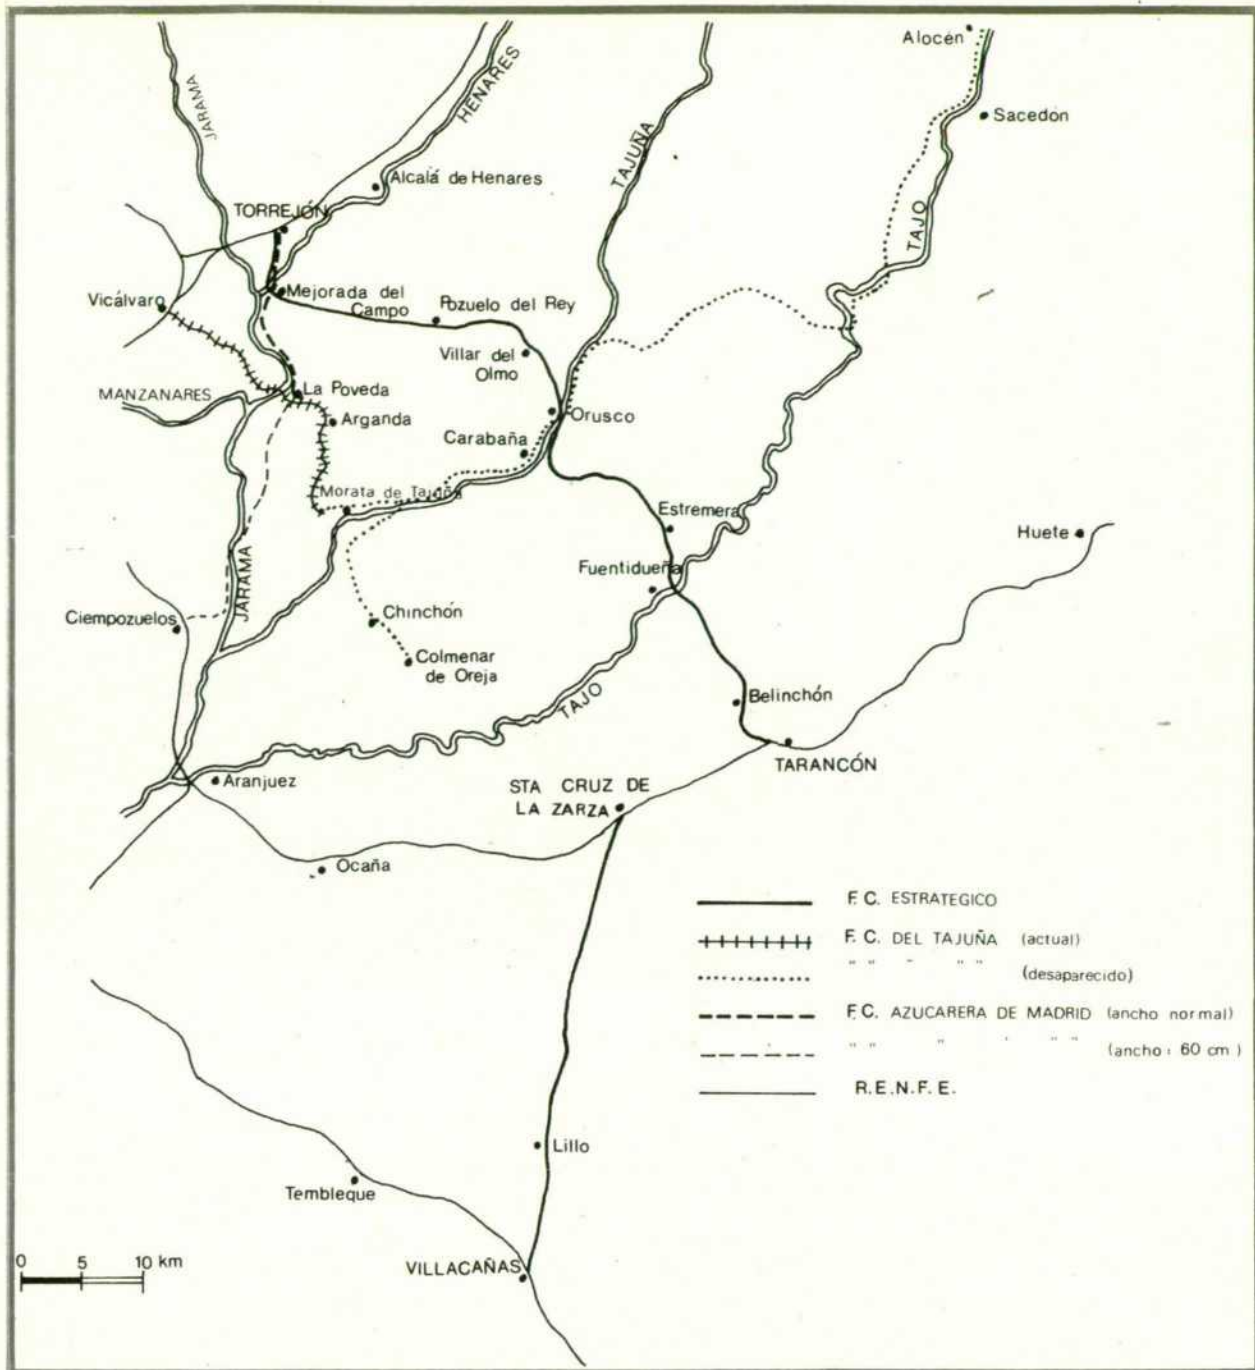 Alocén
JARAMA
HENARES
Sacedón
TAJUÑA
Alcalá de Henares
TORREJÓN
TAJO
Vicálvaro
Mejorada del
Campo
Pozuelo del Rey
Villar del
Olmo
MANZANARES
La Poveda
Arganda
Orusco
Carabaña
Morata de Tajuña
Estremera
Huete
Fuentidueña
JARAMA
Ciempozuelos
Chinchón
Colmenar
de Oreja
TAJO
Belinchón
TARANCÓN
Aranjuez
STA CRUZ DE
LA ZARZA
Ocaña
F.C. ESTRATEGICO
F.C. DEL TAJUÑA (actual)
" " " " " (desaparecido)
F.C. AZUCARERA DE MADRID (ancho normal)
" " " ' " " (ancho: 60 cm)
R.E.N.F.E.
Lillo
Tembleque
0 5 10 km
VILLACAÑAS